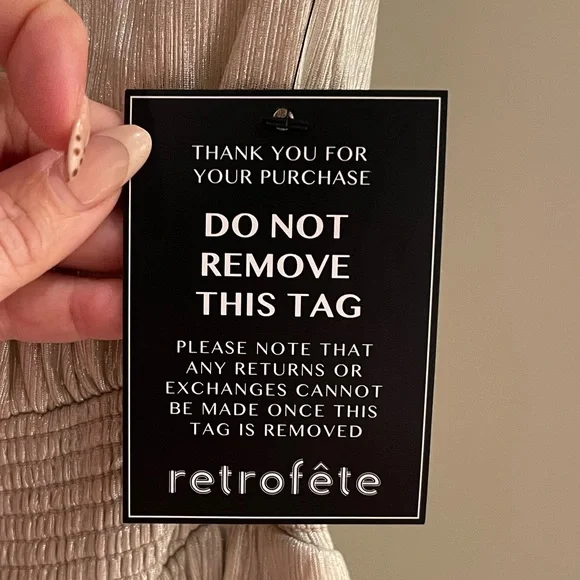 THANK YOU FOR
YOUR PURCHASE
DO NOT
REMOVE
THIS TAG
PLEASE NOTE THAT
ANY RETURNS OR
EXCHANGES CANNOT
BE MADE ONCE THIS
TAG IS REMOVED
retrofête